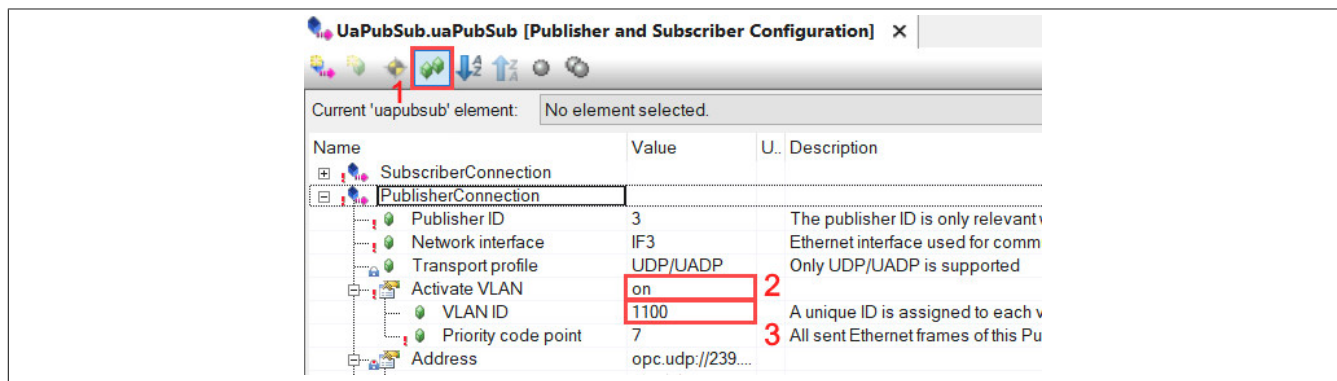 UaPubSub.uaPubSub [Publisher and Subscriber Configuration] X
1
Current 'uapubsub' element: No element selected.
Name Value U.. Description
SubscriberConnection
PublisherConnection
Publisher ID 3 The publisher ID is only relevant
Network interface IF3 Ethernet interface used for comm
Transport profile UDP/UADP Only UDP/UADP is supported
Activate VLAN on 2
VLAN ID 1100 A unique ID is assigned to each v
Priority code point 7 3 All sent Ethernet frames of this Pu
Address opc.udp://239....